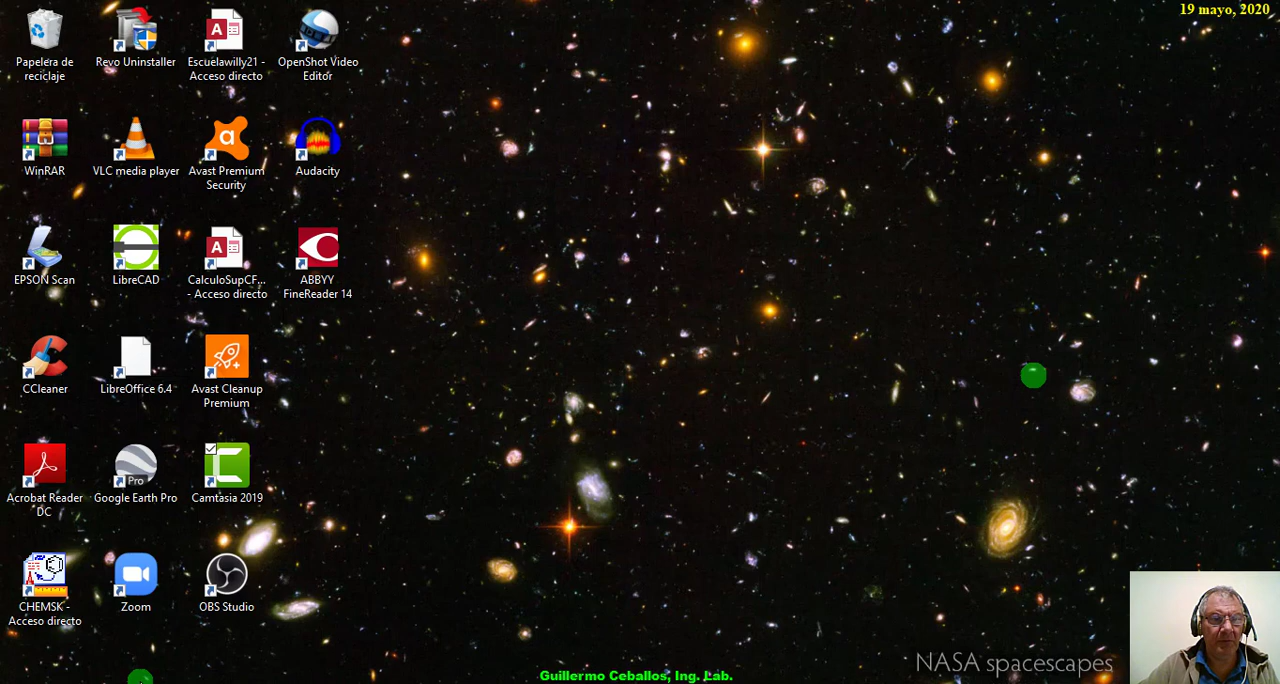 19 mayo, 2020
Papelera de
reciclaje
Revo Uninstaller
Escuelawilly21 -
Acceso directo
OpenShot Video
Editor
WinRAR
VLC media player
Avast Premium
Security
Audacity
EPSON Scan
LibreCAD
CalculoSupCF...
- Acceso directo
ABBYY
FineReader 14
CCleaner
LibreOffice 6.4
Avast Cleanup
Premium
Acrobat Reader
DC
Pro
Google Earth Pro
Camtasia 2019
CHEMSK -
Acceso directo
Zoom
OBS Studio
NASA spacescapes
Guillermo Ceballos, Ing. Lab.